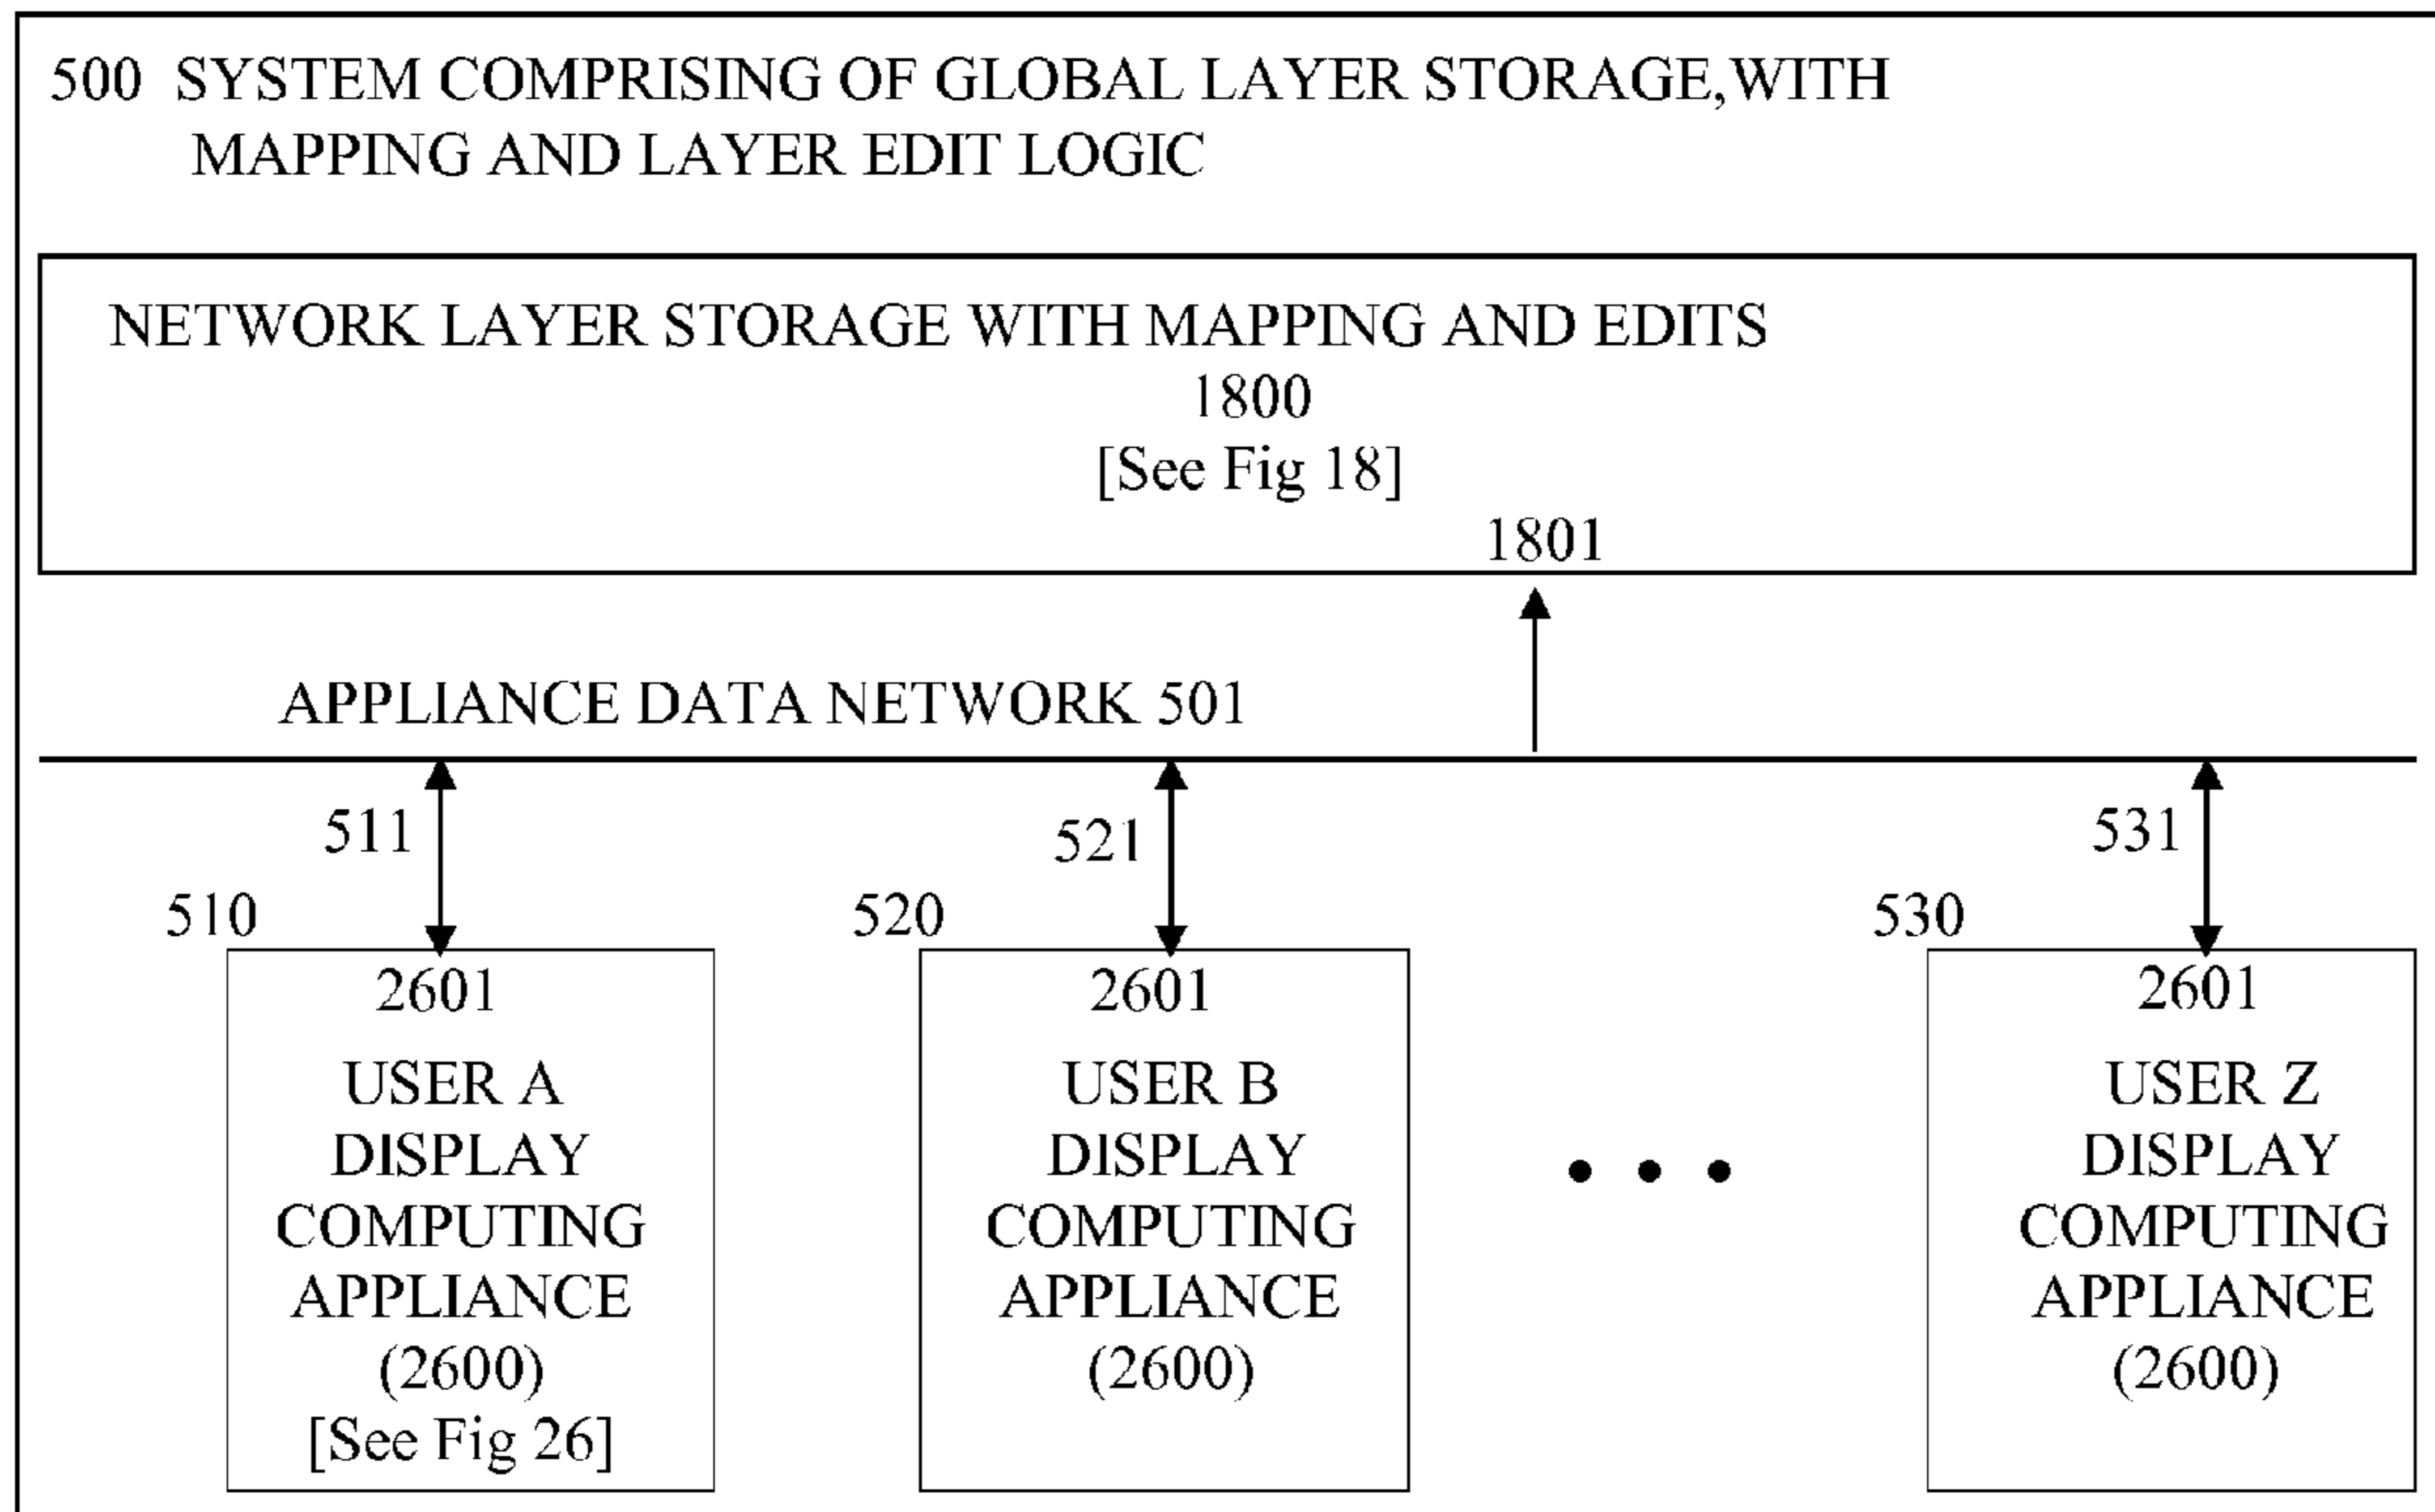 500 SYSTEM COMPRISING OF GLOBAL LAYER STORAGE,WITH
MAPPING AND LAYER EDIT LOGIC
NETWORK LAYER STORAGE WITH MAPPING AND EDITS
1800
[See Fig 18]
1801
APPLIANCE DATA NETWORK 501
511
521
531
510
520
530
2601
USER A
DISPLAY
COMPUTING
APPLIANCE
(2600)
[See Fig 26]
2601
USER B
DISPLAY
COMPUTING
APPLIANCE
(2600)
2601
USER Z
DISPLAY
COMPUTING
APPLIANCE
(2600)